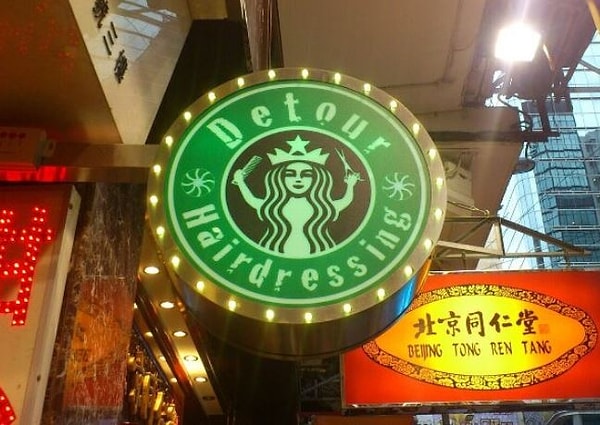 Detour
Hairdressing
北京同仁堂
BEIJING TONG REN TANG